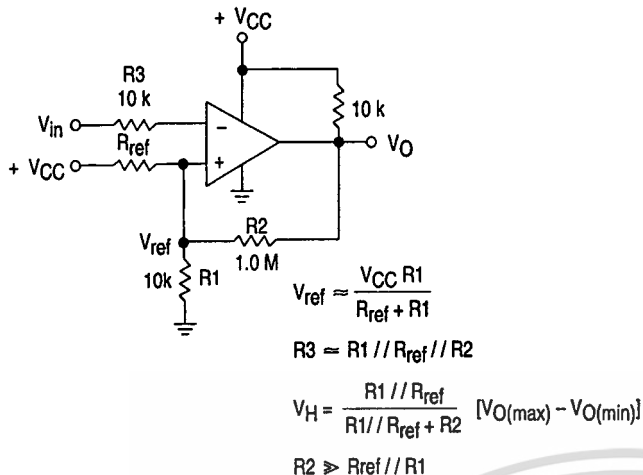 + VCC
R3
10 k
10 k
Vin
−
VO
Rref
+ VCC
+
R2
Vref
1.0 M
10k
R1
Vref ≈ VCC R1 / Rref + R1
R3 ≃ R1 // Rref // R2
VH = R1 // Rref / R1// Rref + R2 [VO(max) – VO(min)]
R2 ≫ Rref // R1